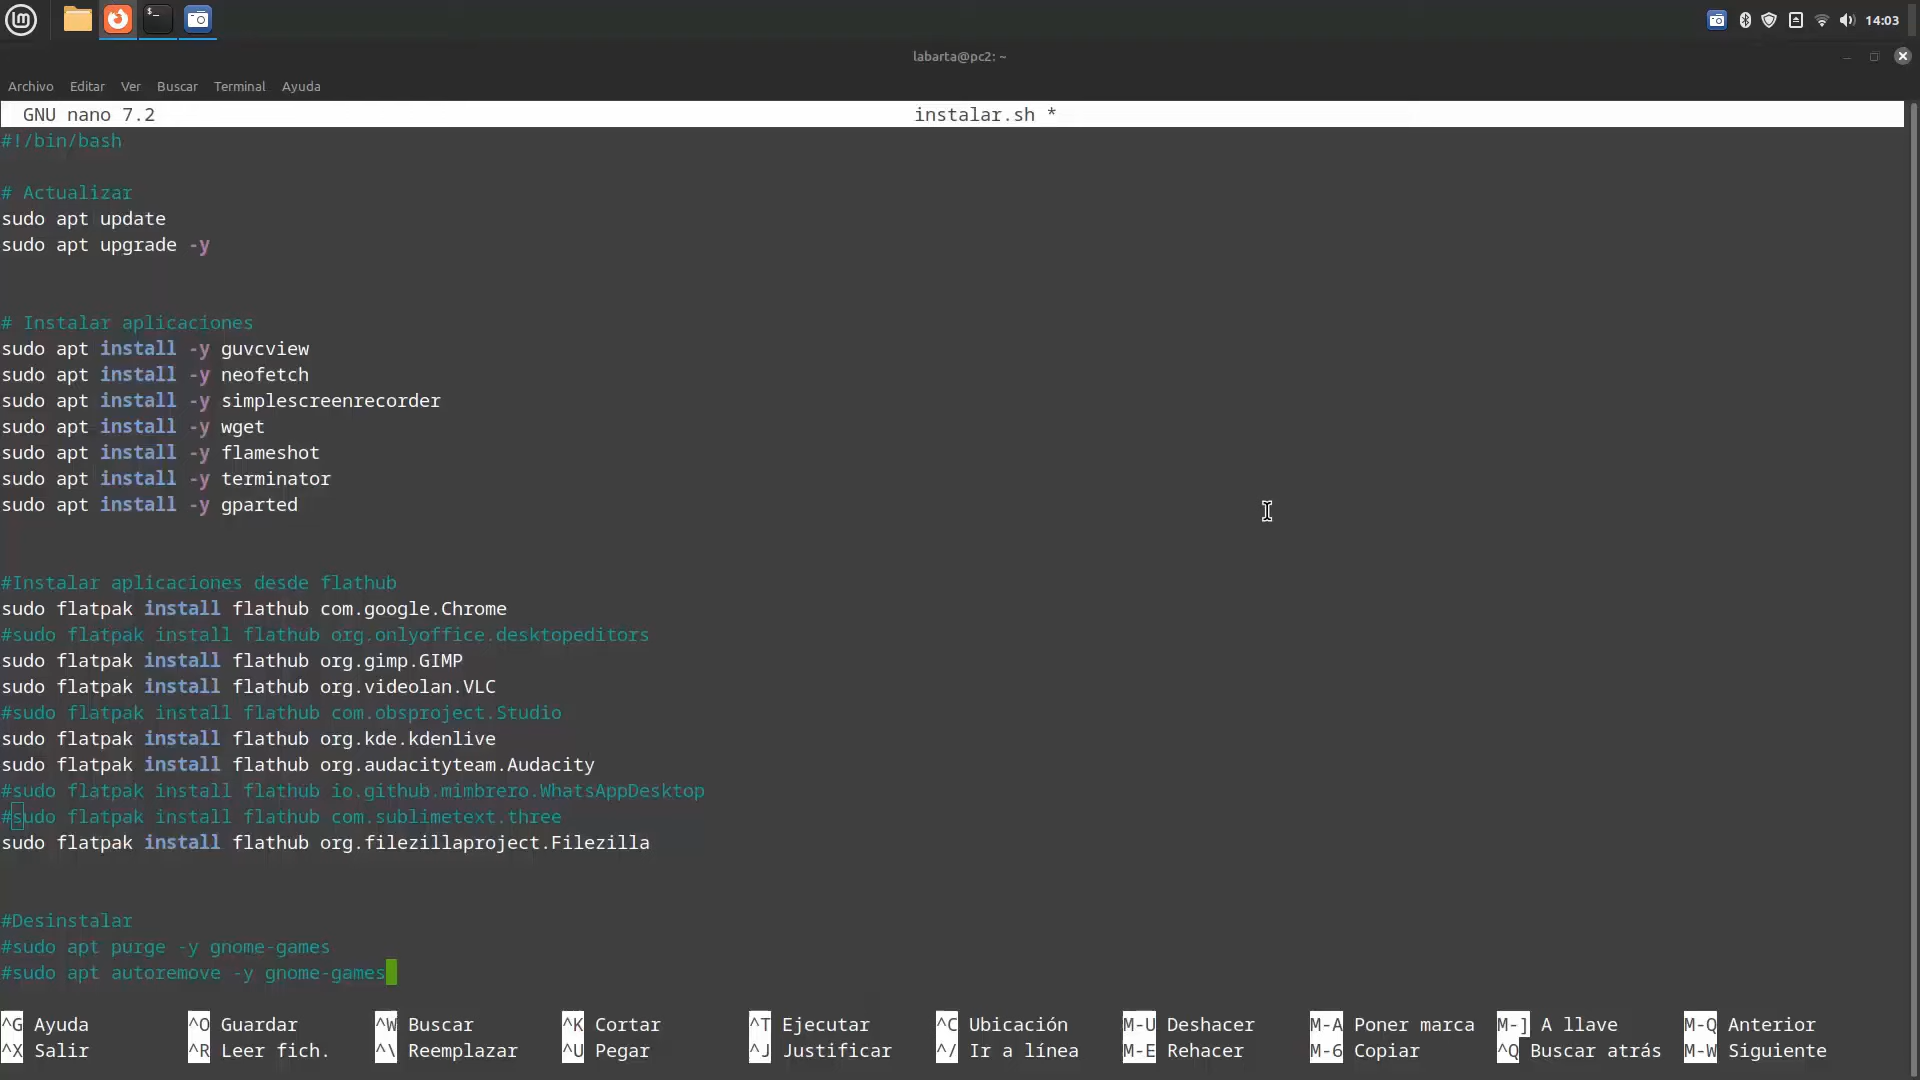 14:03
labarta@pc2: ~
Archivo Editar Ver Buscar Terminal Ayuda
GNU nano 7.2 instalar.sh *
#!/bin/bash
# Actualizar
sudo apt update
sudo apt upgrade -y
# Instalar aplicaciones
sudo apt install -y guvcview
sudo apt install -y neofetch
sudo apt install -y simplescreenrecorder
sudo apt install -y wget
sudo apt install -y flameshot
sudo apt install -y terminator
sudo apt install -y gparted
#Instalar aplicaciones desde flathub
sudo flatpak install flathub com.google.Chrome
#sudo flatpak install flathub org.onlyoffice.desktopeditors
sudo flatpak install flathub org.gimp.GIMP
sudo flatpak install flathub org.videolan.VLC
#sudo flatpak install flathub com.obsproject.Studio
sudo flatpak install flathub org.kde.kdenlive
sudo flatpak install flathub org.audacityteam.Audacity
#sudo flatpak install flathub io.github.mimbrero.WhatsAppDesktop
#sudo flatpak install flathub com.sublimetext.three
sudo flatpak install flathub org.filezillaproject.Filezilla
#Desinstalar
#sudo apt purge -y gnome-games
#sudo apt autoremove -y gnome-games
^G Ayuda ^O Guardar ^W Buscar ^K Cortar ^T Ejecutar ^C Ubicación M-U Deshacer M-A Poner marca M-] A llave M-Q Anterior
^X Salir ^R Leer fich. ^\ Reemplazar ^U Pegar ^J Justificar ^/ Ir a línea M-E Rehacer M-6 Copiar ^Q Buscar atrás M-W Siguiente